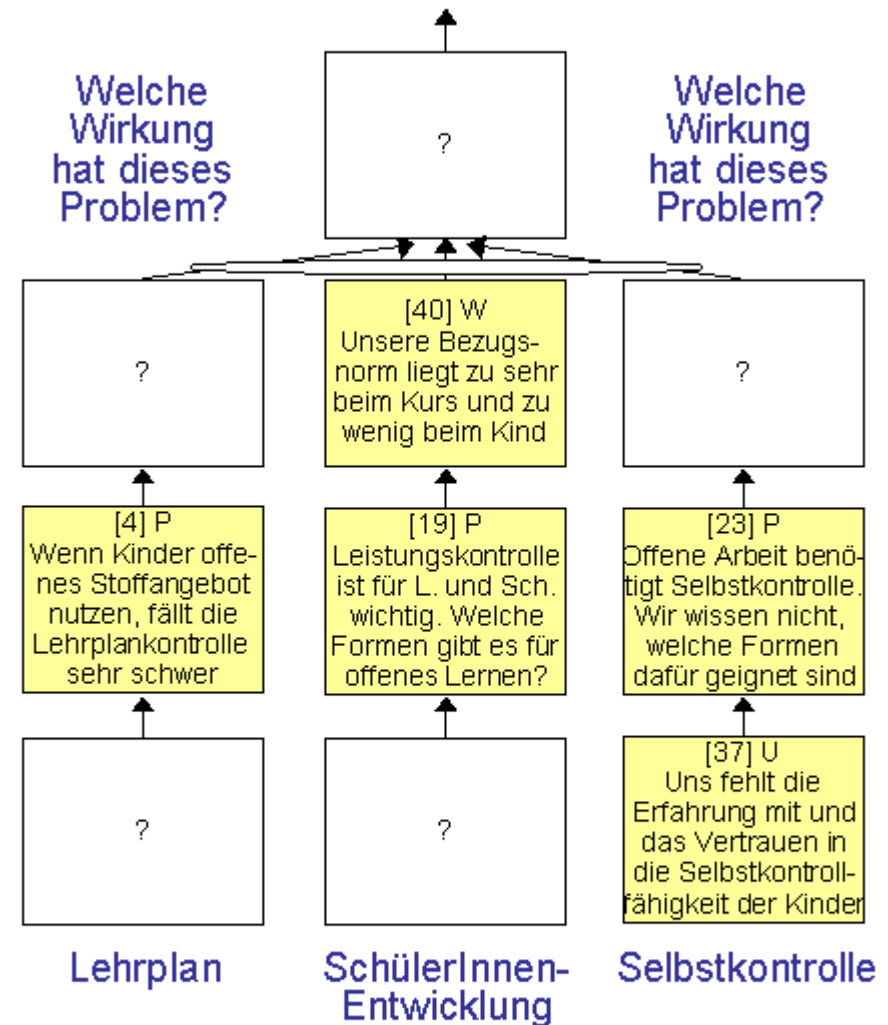 Welche
Wirkung
hat dieses
Problem?
?
Welche
Wirkung
hat dieses
Problem?
?
[40] W
Unsere Bezugs-
norm liegt zu sehr
beim Kurs und zu
wenig beim Kind
?
[4] P
Wenn Kinder offe-
nes Stoffangebot
nutzen, fällt die
Lehrplankontrolle
sehr schwer
[19] P
Leistungskontrolle
ist für L. und Sch.
wichtig. Welche
Formen gibt es für
offenes Lernen?
[23] P
Offene Arbeit benö-
tigt Selbstkontrolle.
Wir wissen nicht,
welche Formen
dafür geignet sind
?
?
[37] U
Uns fehlt die
Erfahrung mit und
das Vertrauen in
die Selbstkontroll-
fähigkeit der Kinder
Lehrplan
SchülerInnen-
Entwicklung
Selbstkontrolle